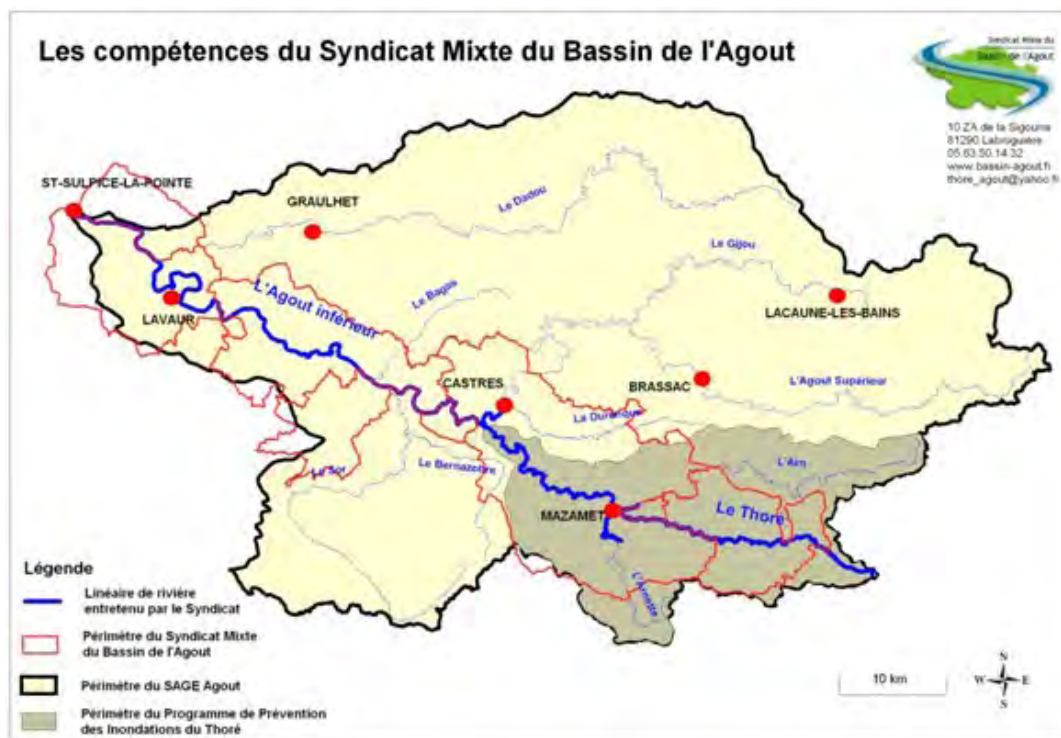 Les compétences du Syndicat Mixte du Bassin de l'Agout
Syndicat Mixte du
Bassin de l'Agout
10 ZA de la Sigourre
81290 Labruguière
05.63.50.14.32
www.bassin-agout.fr
thore_agout@yahoo.fr
ST-SULPICE-LA-POINTE
GRAULHET
Le Dadou
Le Gijou
L'Agout inférieur
Le Bagas
LAVAUR
LACAUNE-LES-BAINS
CASTRES
BRASSAC
L'Agout Supérieur
La Durenque
Le Sor
Le Bernazobre
L'Arn
MAZAMET
Le Thoré
L'Arnette
Légende
Linéaire de rivière
entretenu par le Syndicat
Périmètre du Syndicat Mixte
du Bassin de l'Agout
Périmètre du SAGE Agout
Périmètre du Programme de Prévention
des Inondations du Thoré
10 km
N
W
E
S